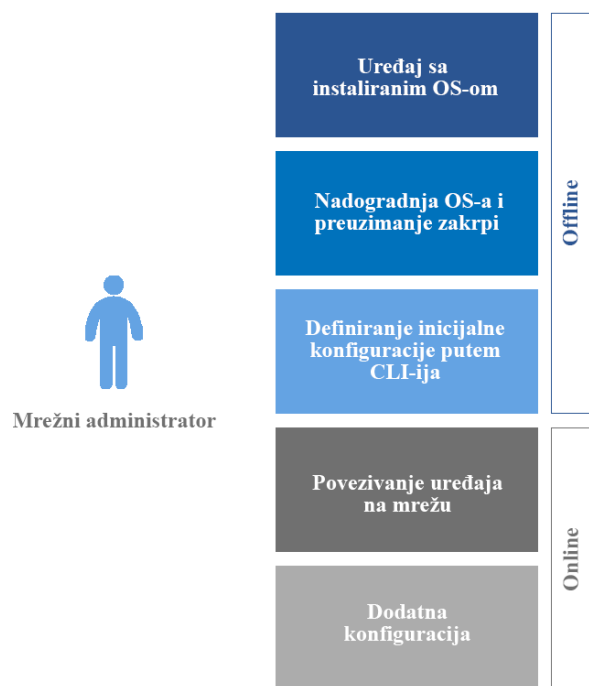 Uređaj sa
instaliranim OS-om
Nadogradnja OS-a i
preuzimanje zakrpi
Definiranje inicijalne
konfiguracije putem
CLI-ija
Offline
Mrežni administrator
Povezivanje uređaja
na mrežu
Dodatna
konfiguracija
Online